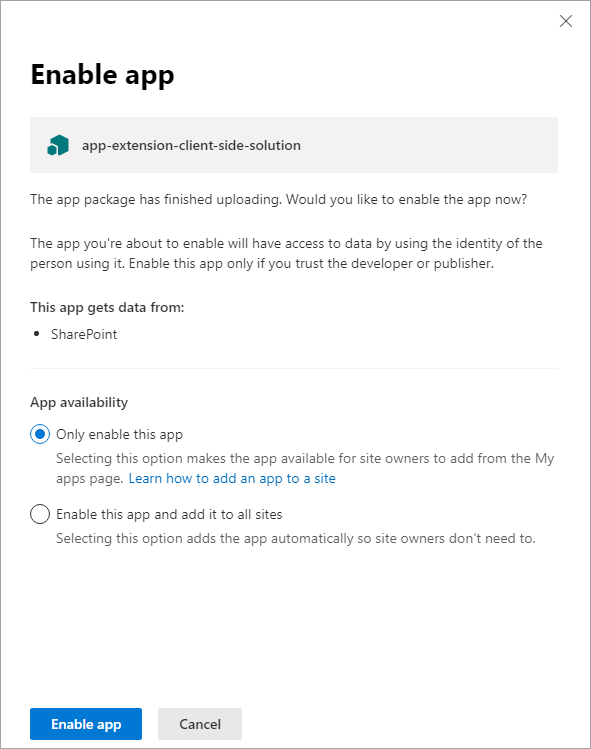 Enable app
app-extension-client-side-solution
The app package has finished uploading. Would you like to enable the app now?
The app you're about to enable will have access to data by using the identity of the
person using it. Enable this app only if you trust the developer or publisher.
This app gets data from:
• SharePoint
App availability
Only enable this app
Selecting this option makes the app available for site owners to add from the My
apps page. Learn how to add an app to a site
Enable this app and add it to all sites
Selecting this option adds the app automatically so site owners don't need to.
Enable app
Cancel